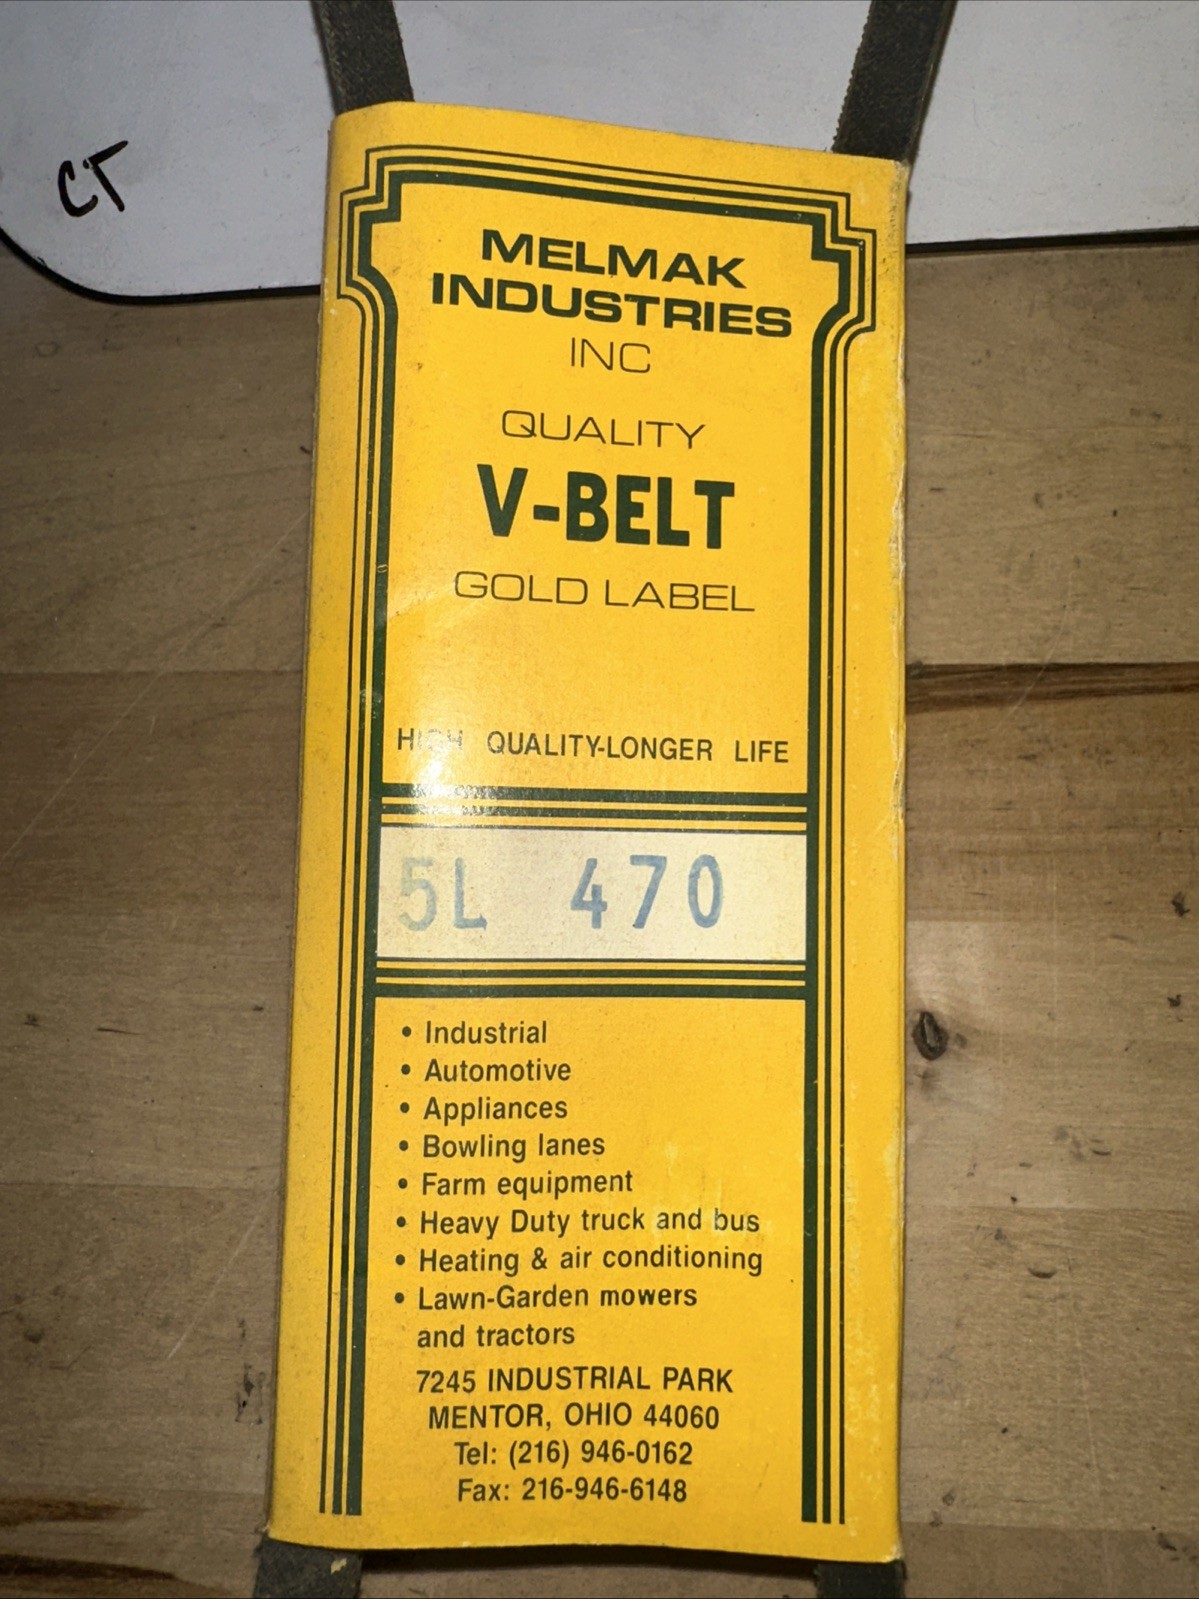 CT
MELMAK
INDUSTRIES
INC
QUALITY
V-BELT
GOLD LABEL
HIGH QUALITY-LONGER LIFE
5L 470
• Industrial
• Automotive
• Appliances
• Bowling lanes
• Farm equipment
• Heavy Duty truck and bus
• Heating & air conditioning
• Lawn-Garden mowers
and tractors
7245 INDUSTRIAL PARK
MENTOR, OHIO 44060
Tel: (216) 946-0162
Fax: 216-946-6148